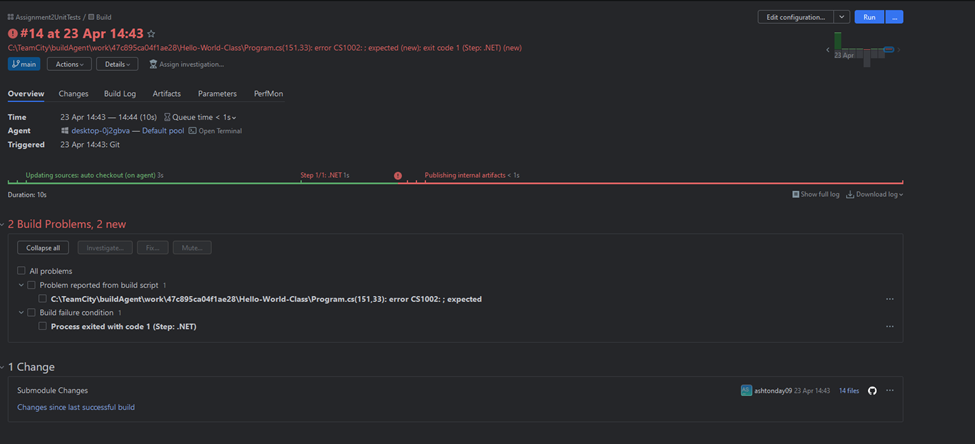 Assignment2UnitTests / Build
#14 at 23 Apr 14:43
Edit configuration...
Run
...
C:\TeamCity\buildAgent\work\47c895ca04f1ae28\Hello-World-Class\Program.cs(151,33): error CS1002: ; expected (new); exit code 1 (Step: .NET) (new)
23 Apr
main
Actions
Details
Assign investigation...
Overview
Changes
Build Log
Artifacts
Parameters
PerfMon
Time 23 Apr 14:43 — 14:44 (10s) Queue time < 1s
Agent desktop-0j2gbva — Default pool Open Terminal
Triggered 23 Apr 14:43: Git
Updating sources: auto checkout (on agent) 3s
Step 1/1: .NET 1s
Publishing internal artifacts < 1s
Duration: 10s
Show full log
Download log
2 Build Problems, 2 new
Collapse all
Investigate...
Fix...
Mute...
All problems
Problem reported from build script 1
C:\TeamCity\buildAgent\work\47c895ca04f1ae28\Hello-World-Class\Program.cs(151,33): error CS1002: ; expected
...
Build failure condition 1
Process exited with code 1 (Step: .NET)
...
1 Change
Submodule Changes
ashtonday09 23 Apr 14:43
14 files
...
Changes since last successful build